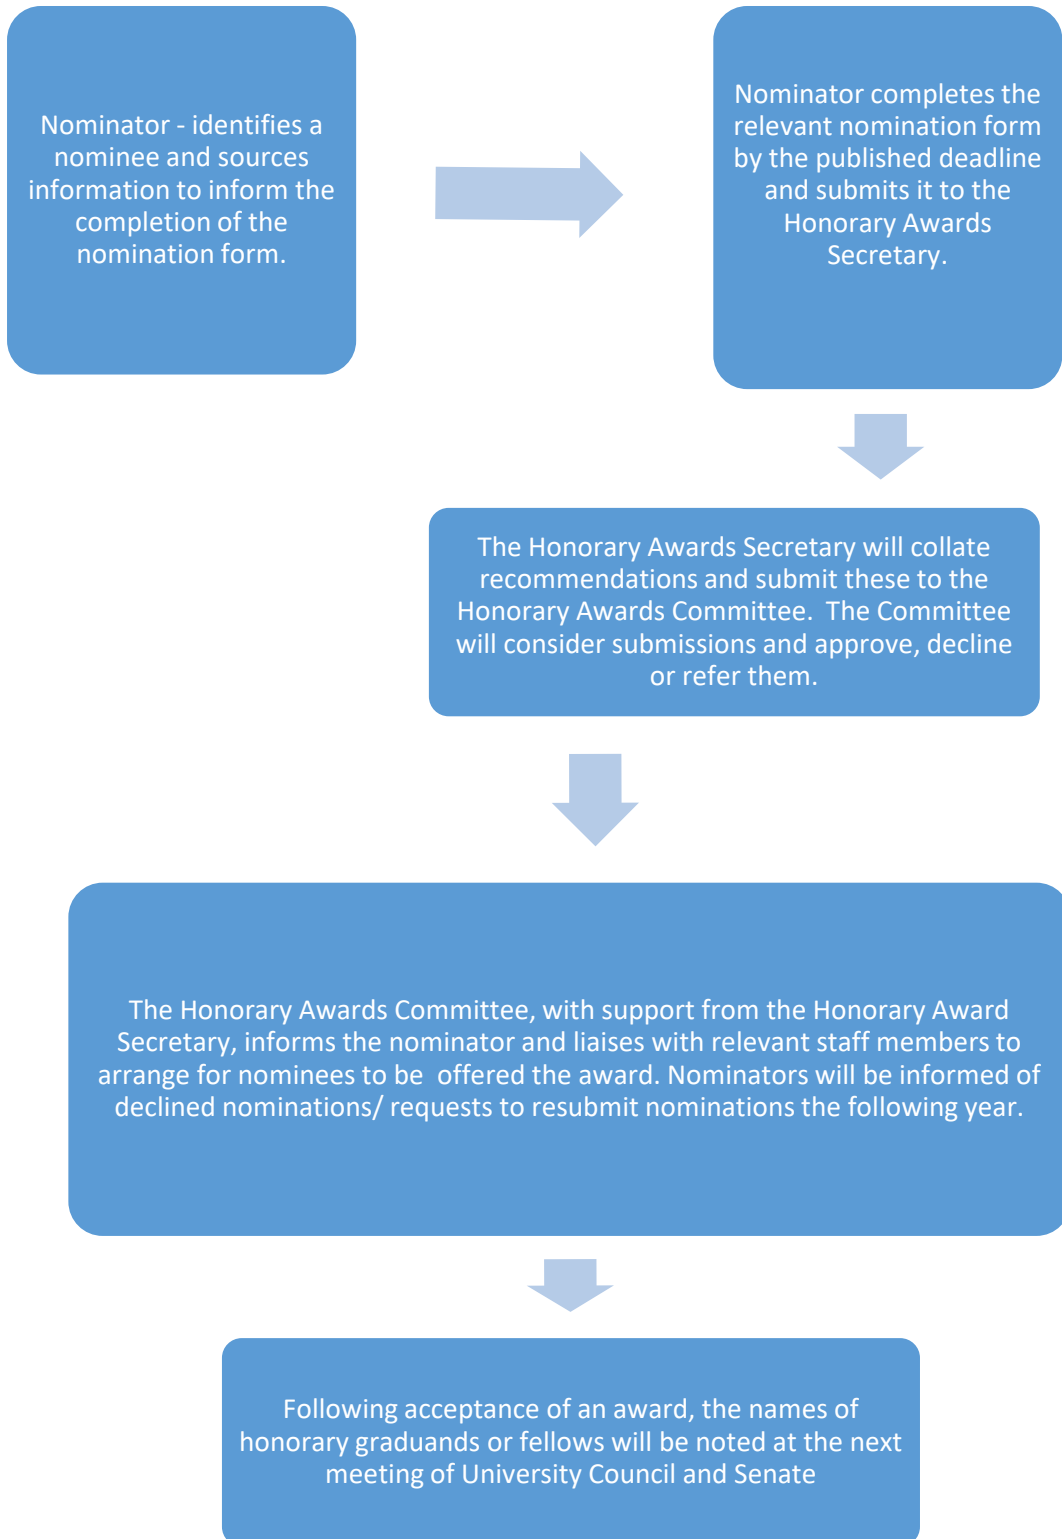 Nominator - identifies a
nominee and sources
information to inform the
completion of the
nomination form.
Nominator completes the
relevant nomination form
by the published deadline
and submits it to the
Honorary Awards
Secretary.
The Honorary Awards Secretary will collate
recommendations and submit these to the
Honorary Awards Committee.  The Committee
will consider submissions and approve, decline
or refer them.
The Honorary Awards Committee, with support from the Honorary Award
Secretary, informs the nominator and liaises with relevant staff members to
arrange for nominees to be  offered the award. Nominators will be informed of
declined nominations/ requests to resubmit nominations the following year.
Following acceptance of an award, the names of
honorary graduands or fellows will be noted at the next
meeting of University Council and Senate